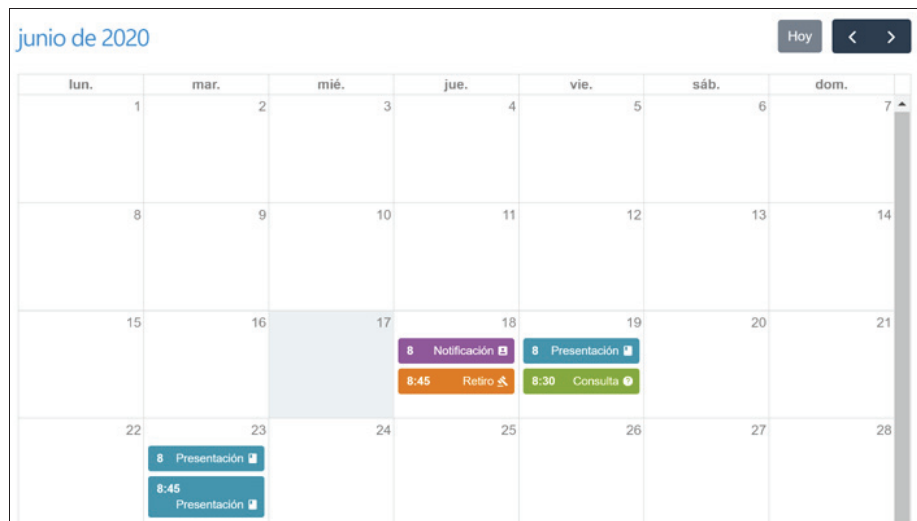 junio de 2020
Hoy
lun. mar. mié. jue. vie. sáb. dom.
1 2 3 4 5 6 7
8 9 10 11 12 13 14
15 16 17 18 19 20 21
8 Notificación 8 Presentación
8:45 Retiro 8:30 Consulta
22 23 24 25 26 27 28
8 Presentación
8:45
Presentación